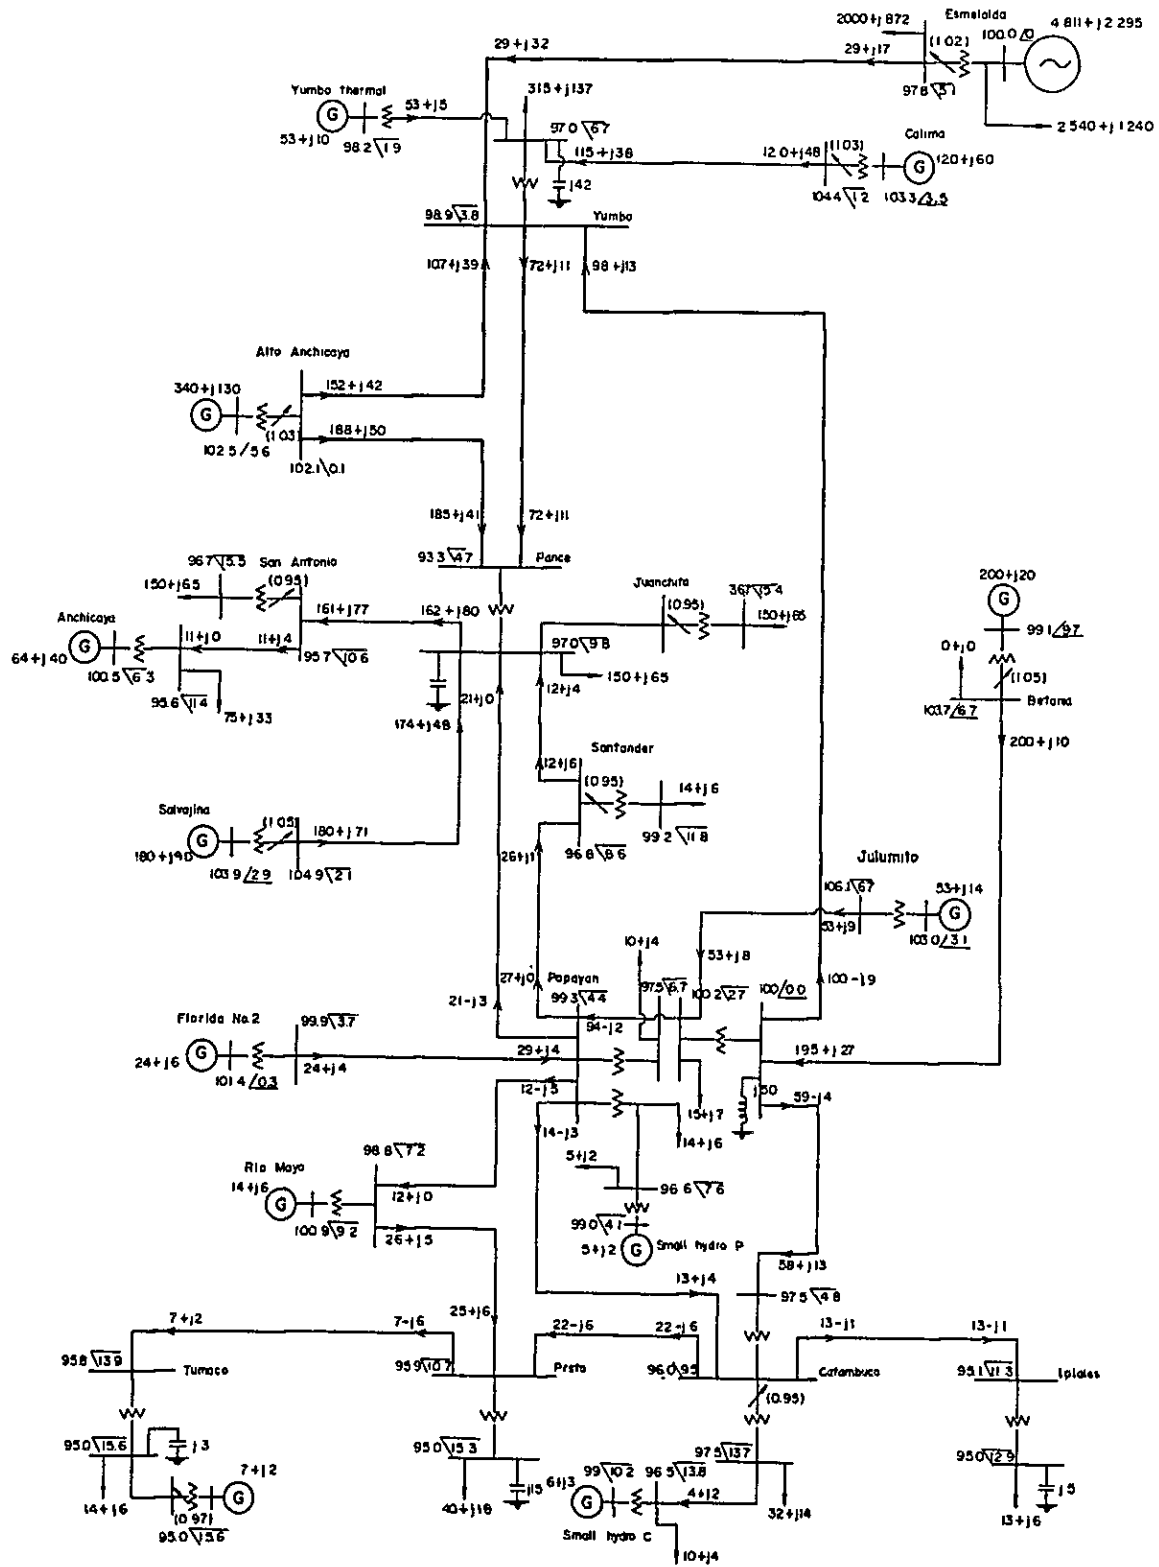 Esmelalda
4 811+j2 295
2000+j872
100.0/0
(1 02)
29+j32
29+j17
97.8\5.1
2 540+j1 240
Yumbo thermal
G
53+j5
53+j10
98.2\1.9
315+j137
97.0\6.7
115+j38
120+j48
(1.03)
Calima
G
120+j60
104.4\1.2
103.3/3.5
j42
98.9\3.8
Yumbo
107+j39
72+j11
98+j13
Alto Anchicaya
340+j130
G
152+j42
(1 03)
188+j50
102.5/5.6
102.1\0.1
185+j41
72+j11
93.3\4.7
Pance
96.7\15.5
San Antonio
(0.95)
150+j65
Juanchito
(0.95)
150+j65
200+j20
G
99.1/9.7
Anchicaya
G
64+j40
11+j0
11+j4
161+j77
162+j80
97.0\9.8
0+j0
(1.05)
100.5\6.3
95.7\10.6
95.6\11.4
75+j33
21+j0
12+j4
150+j65
103.7/6.7
Betania
174+j48
200+j10
Santander
12+j6
(0.95)
14+j6
Salvajina
G
(1.05)
180+j71
180+j90
103.9/2.9
104.9\2.1
26+j1
96.8\8.6
99.2\11.8
Julumito
106.1\6.7
53+j14
G
53+j9
103.0/3.1
10+j4
53+j8
27+j0
Popayan
97.5\6.7
100.2\2.7
100/0.0
100-j9
99.3\4.4
21-j3
94-j2
Florida No.2
99.9\3.7
G
24+j6
24+j4
29+j4
195+j27
101.4/0.3
12-j5
j50
59-j4
15+j7
14-j3
14+j6
98.8\7.2
5+j2
Rio Mayo
14+j6
G
12+j0
96.6\7.6
100.9\9.2
26+j5
99.0\4.1
G
5+j2
Small hydro P
58+j13
13+j4
97.5\4.8
7+j2
7-j6
25+j6
22-j6
22-j6
13-j1
13-j1
95.8\13.9
Tumaco
95.9\10.7
Prsto
96.0\9.5
Catambuco
95.1\11.3
Ipiales
(0.95)
95.0\15.6
j3
95.0\15.3
97.5\13.7
95.0\12.9
j15
6+j3
99\10.2
96.5\13.8
j5
7+j2
G
G
4+j2
14+j6
(0.97)
95.0\15.6
40+j18
32+j14
13+j6
Small hydro C
10+j4